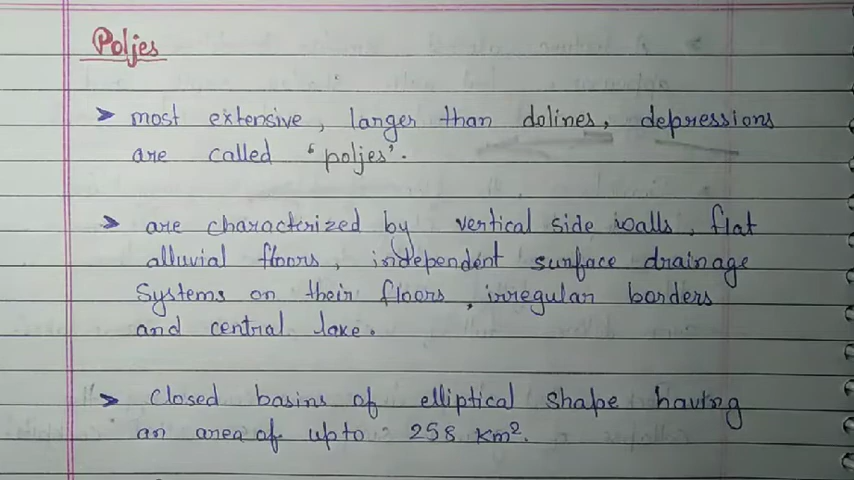 Poljes
➤ most extensive, larger than dolines, depressions
are called 'poljes'.
➤ are characterized by vertical side walls, flat
alluvial floors, independent surface drainage
systems on their floors, irregular borders
and central lake.
➤ closed basins of elliptical shape having
an area of upto 258 km².